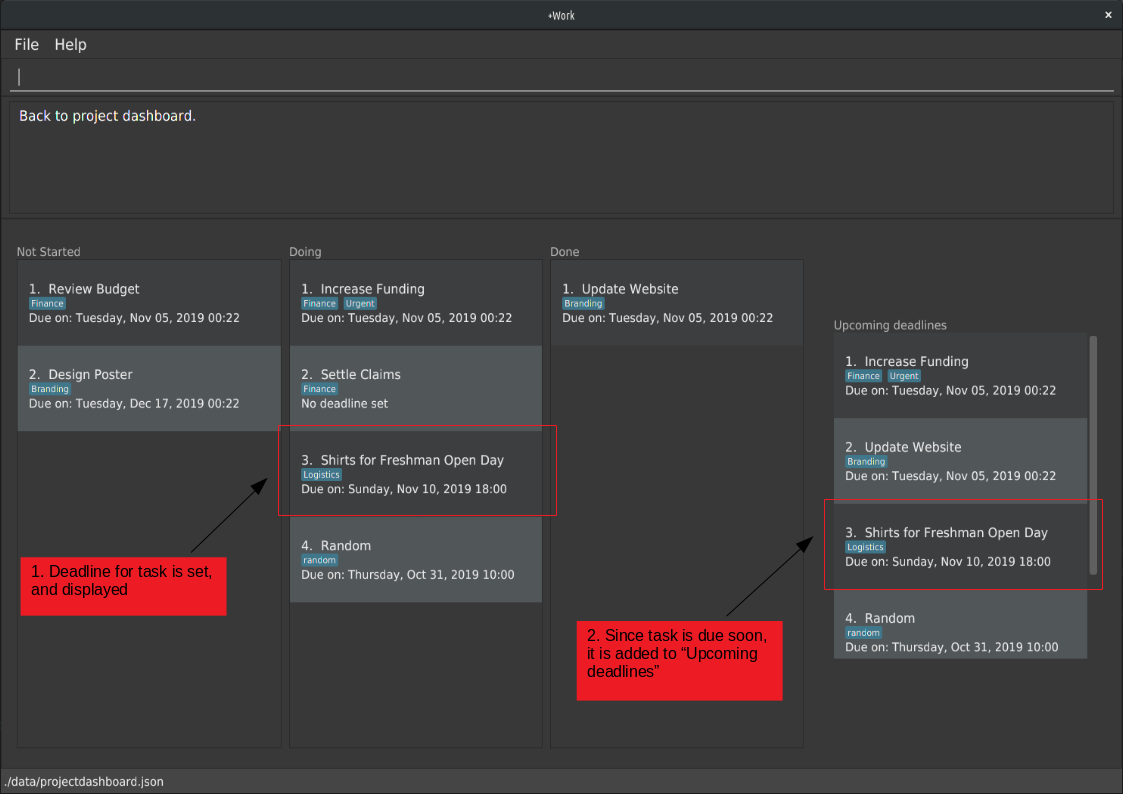 +Work
×
File Help
Back to project dashboard.
Not Started
1. Review Budget
Finance
Due on: Tuesday, Nov 05, 2019 00:22
2. Design Poster
Branding
Due on: Tuesday, Dec 17, 2019 00:22
Doing
1. Increase Funding
Finance Urgent
Due on: Tuesday, Nov 05, 2019 00:22
2. Settle Claims
Finance
No deadline set
3. Shirts for Freshman Open Day
Logistics
Due on: Sunday, Nov 10, 2019 18:00
4. Random
random
Due on: Thursday, Oct 31, 2019 10:00
Done
1. Update Website
Branding
Due on: Tuesday, Nov 05, 2019 00:22
Upcoming deadlines
1. Increase Funding
Finance Urgent
Due on: Tuesday, Nov 05, 2019 00:22
2. Update Website
Branding
Due on: Tuesday, Nov 05, 2019 00:22
3. Shirts for Freshman Open Day
Logistics
Due on: Sunday, Nov 10, 2019 18:00
4. Random
random
Due on: Thursday, Oct 31, 2019 10:00
1. Deadline for task is set,
and displayed
2. Since task is due soon,
it is added to “Upcoming
deadlines”
./data/projectdashboard.json